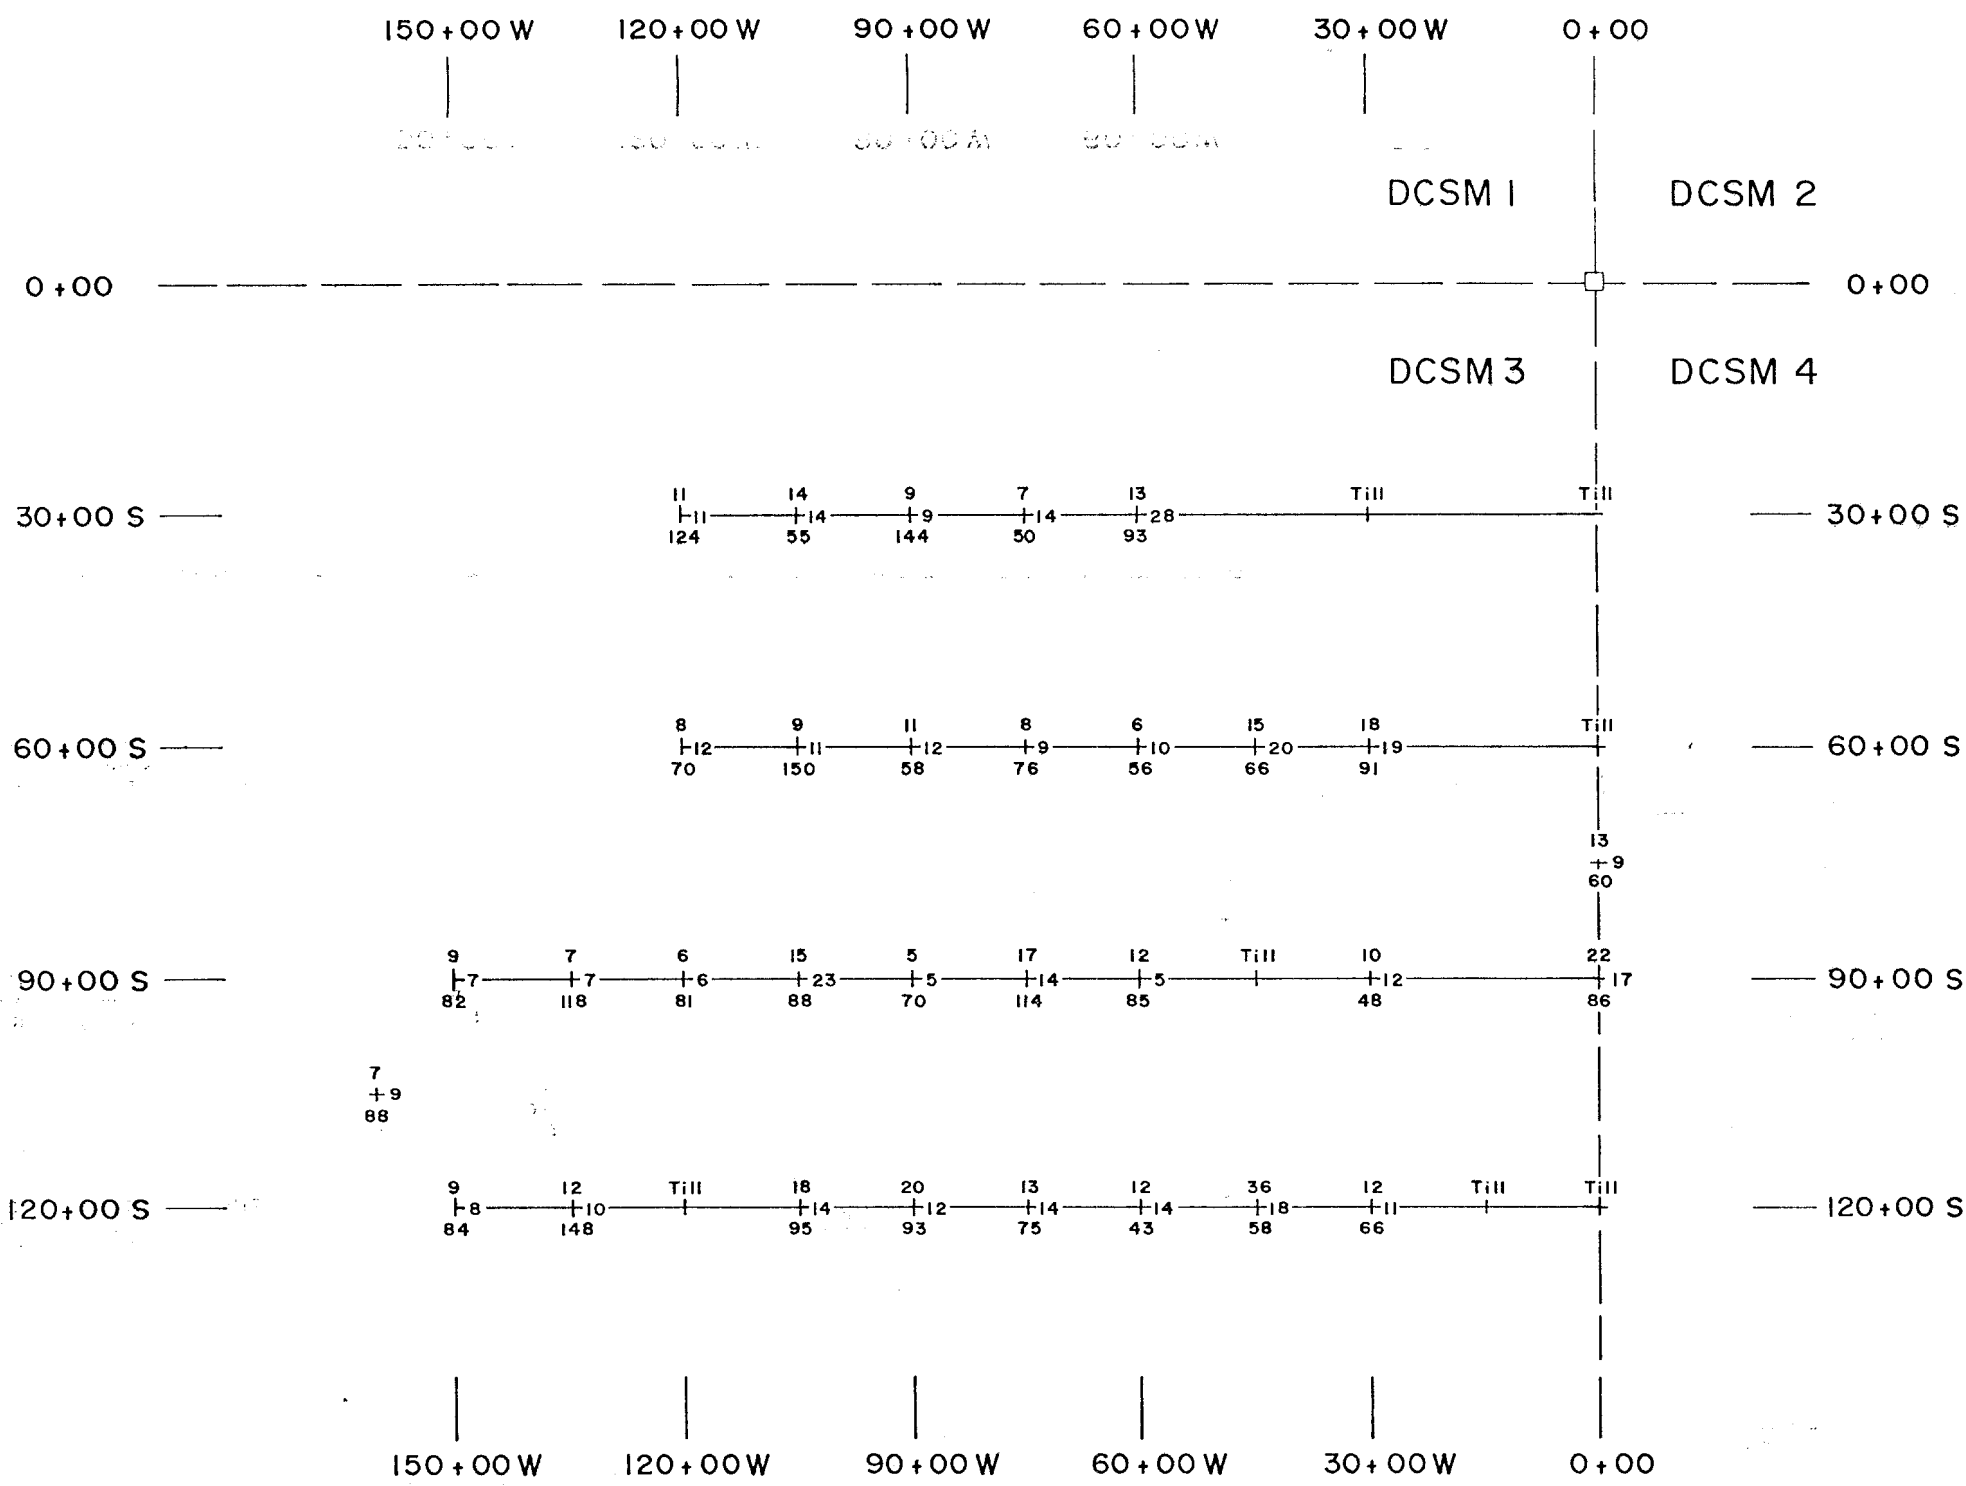 150+00 W 120+00 W 90+00 W 60+00 W 30+00 W 0+00
DCSM 1 DCSM 2
0+00 0+00
DCSM 3 DCSM 4
11 14 9 7 13 Till Till
30+00 S 11 14 9 14 28 30+00 S
124 55 144 50 93
8 9 11 8 6 15 18 Till
60+00 S 12 11 12 9 10 20 19 60+00 S
70 150 58 76 56 66 91
13
9
60
9 7 6 15 5 17 12 Till 10 22
90+00 S 7 7 6 23 5 14 5 12 17 90+00 S
82 118 81 88 70 114 85 48 86
7
9
88
9 12 Till 18 20 13 12 36 12 Till Till
120+00 S 8 10 14 12 14 14 18 11 120+00 S
84 148 95 93 75 43 58 66
150+00 W 120+00 W 90+00 W 60+00 W 30+00 W 0+00